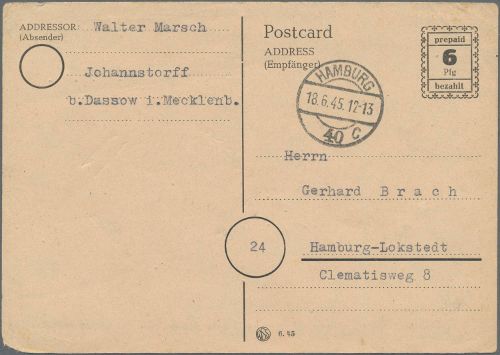 ADDRESSOR: Walter Marsch
(Absender)
Johannstorff
b.Dassow i.Mecklenb.
Postcard
ADDRESS
(Empfänger)
prepaid
6
Pfg
bezahlt
HAMBURG
18.6.45.12-13
40 C
Herrn
Gerhard Brach
24
Hamburg-Lokstedt
Clematisweg 8
6. 45